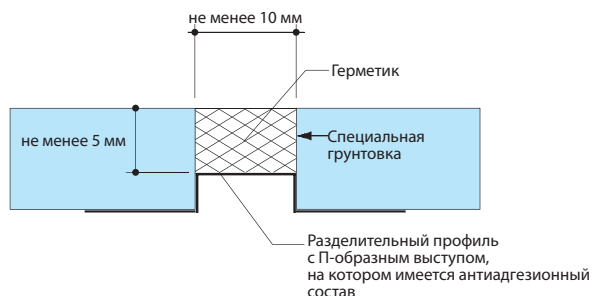 не менее 10 мм
Герметик
не менее 5 мм
Специальная
грунтовка
Разделительный профиль
с П-образным выступом,
на котором имеется антиадгезионный
состав